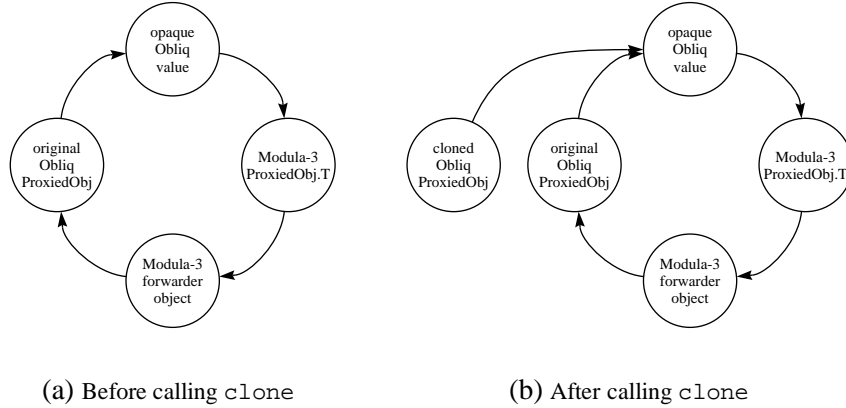 opaque
Obliq
value
original
Obliq
ProxiedObj
Modula-3
ProxiedObj.T
Modula-3
forwarder
object
(a) Before calling clone
opaque
Obliq
value
cloned
Obliq
ProxiedObj
original
Obliq
ProxiedObj
Modula-3
ProxiedObj.T
Modula-3
forwarder
object
(b) After calling clone